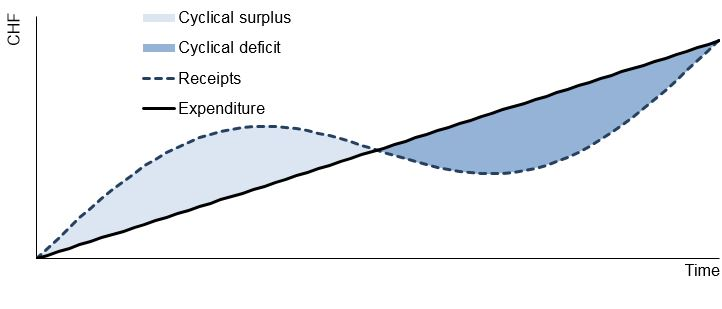 CHF
Cyclical surplus
Cyclical deficit
Receipts
Expenditure
Time